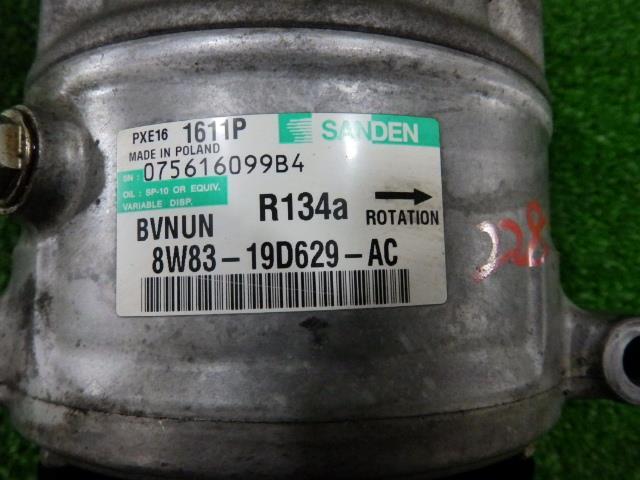 PXE16 1611P SANDEN
MADE IN POLAND
SN: 075616099B4
OIL: SP-10 OR EQUIV.
VARIABLE DISP.
R134a ROTATION
BVNUN
8W83-19D629-AC
228